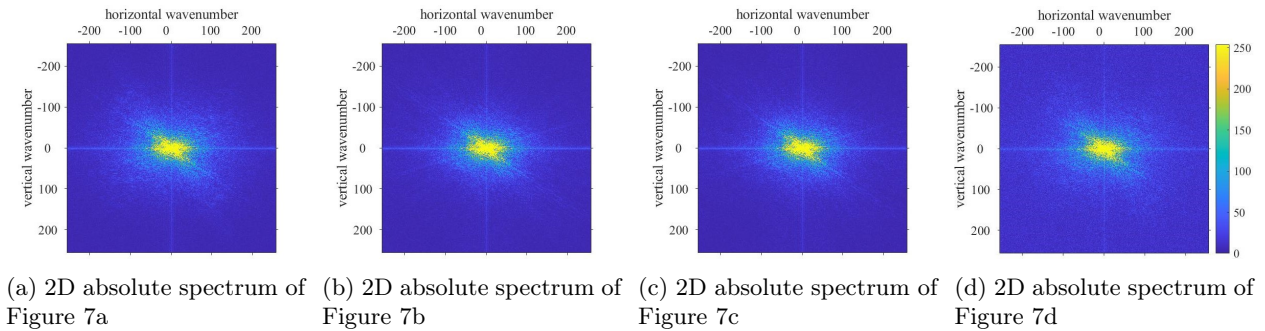 horizontal wavenumber
-200 -100 0 100 200
vertical wavenumber
-200
-100
0
100
200
(a) 2D absolute spectrum of
Figure 7a
horizontal wavenumber
-200 -100 0 100 200
vertical wavenumber
-200
-100
0
100
200
(b) 2D absolute spectrum of
Figure 7b
horizontal wavenumber
-200 -100 0 100 200
vertical wavenumber
-200
-100
0
100
200
(c) 2D absolute spectrum of
Figure 7c
horizontal wavenumber
-200 -100 0 100 200
vertical wavenumber
-200
-100
0
100
200
250
200
150
100
50
0
(d) 2D absolute spectrum of
Figure 7d